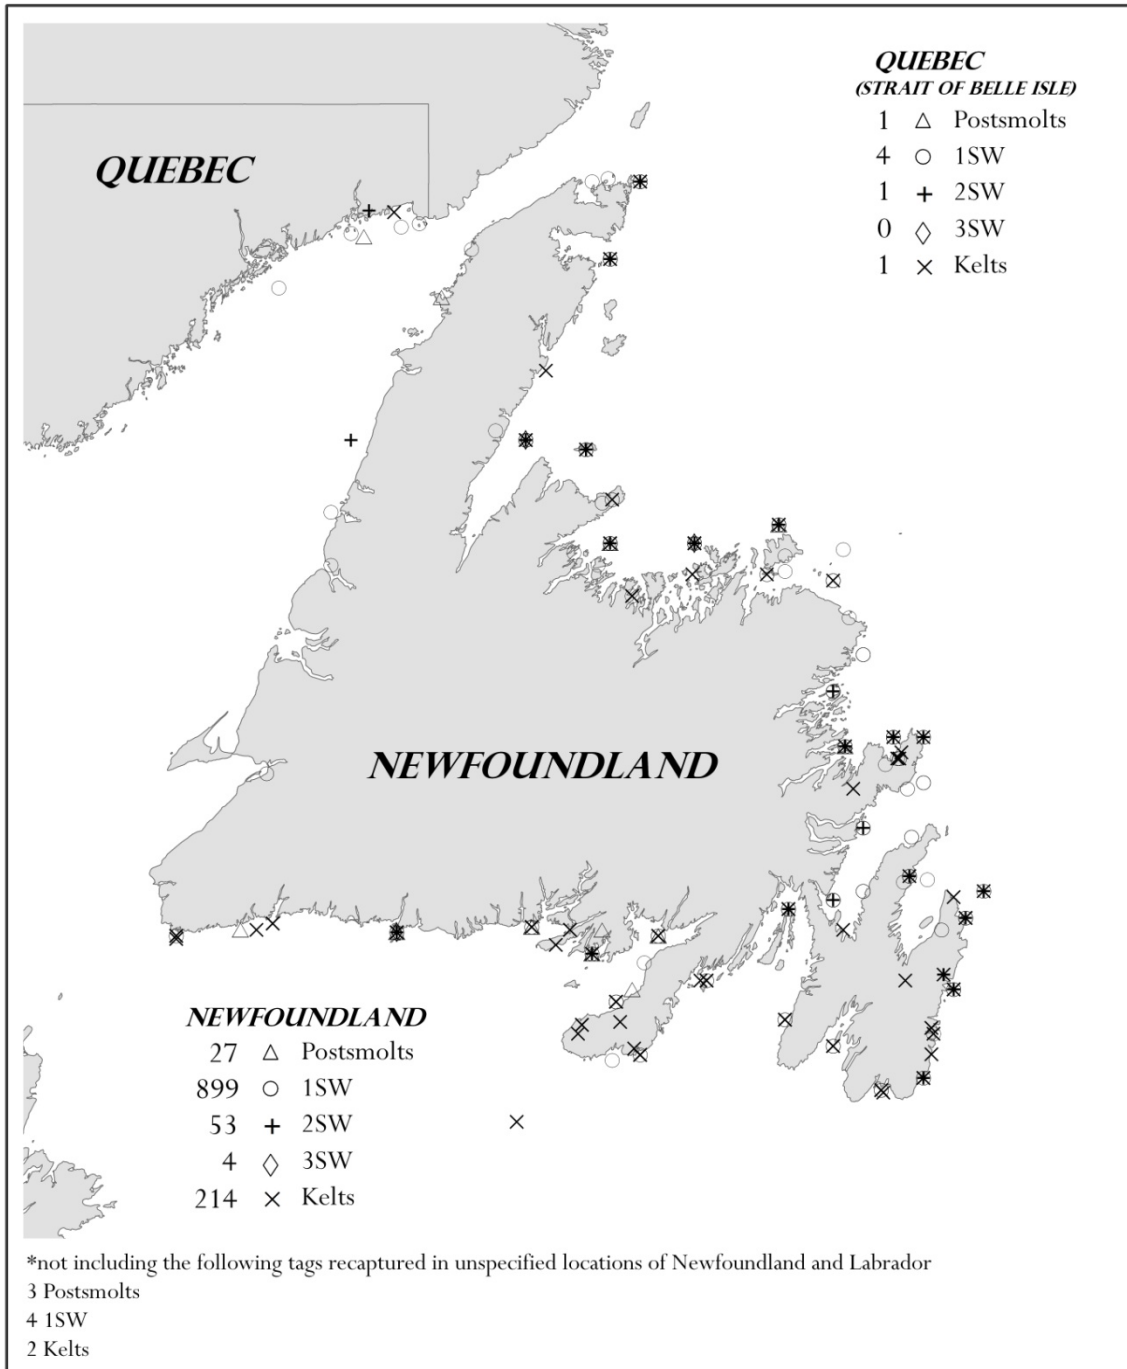 QUEBEC
(STRAIT OF BELLE ISLE)
1 △ Postsmolts
4 ○ 1SW
1 + 2SW
0 ◇ 3SW
1 × Kelts
QUEBEC
NEWFOUNDLAND
NEWFOUNDLAND
27 △ Postsmolts
899 ○ 1SW
53 + 2SW
4 ◇ 3SW
214 × Kelts
*not including the following tags recaptured in unspecified locations of Newfoundland and Labrador
3 Postsmolts
4 1SW
2 Kelts